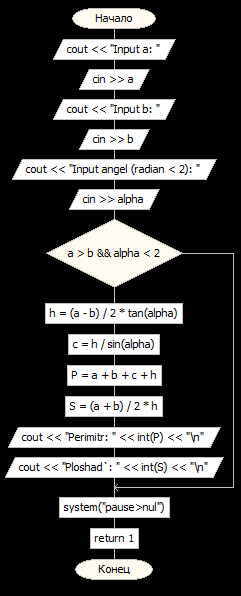 Начало
cout << "Input a: "
cin >> a
cout << "Input b: "
cin >> b
cout << "Input angel (radian < 2): "
cin >> alpha
a > b && alpha < 2
h = (a - b) / 2 * tan(alpha)
c = h / sin(alpha)
P = a + b + c + h
S = (a + b) / 2 * h
cout << "Perimitr: " << int(P) << "\n"
cout << "Ploshad`: " << int(S) << "\n"
system("pause>nul")
return 1
Конец